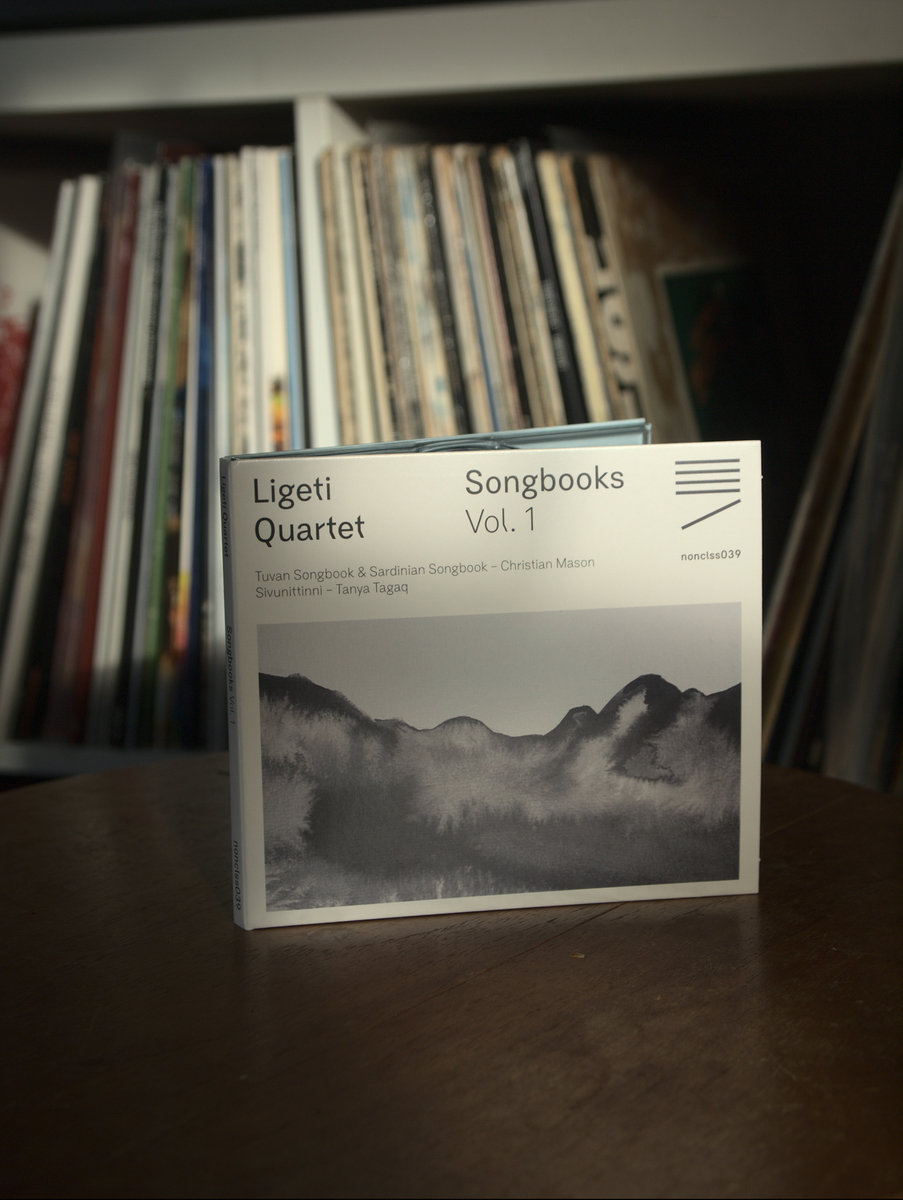 Ligeti
Quartet
Songbooks
Vol. 1
nonclss039
Tuvan Songbook & Sardinian Songbook – Christian Mason
Sivunittinni – Tanya Tagaq
Ligeti Quartet
Songbooks Vol. 1
nonclss039